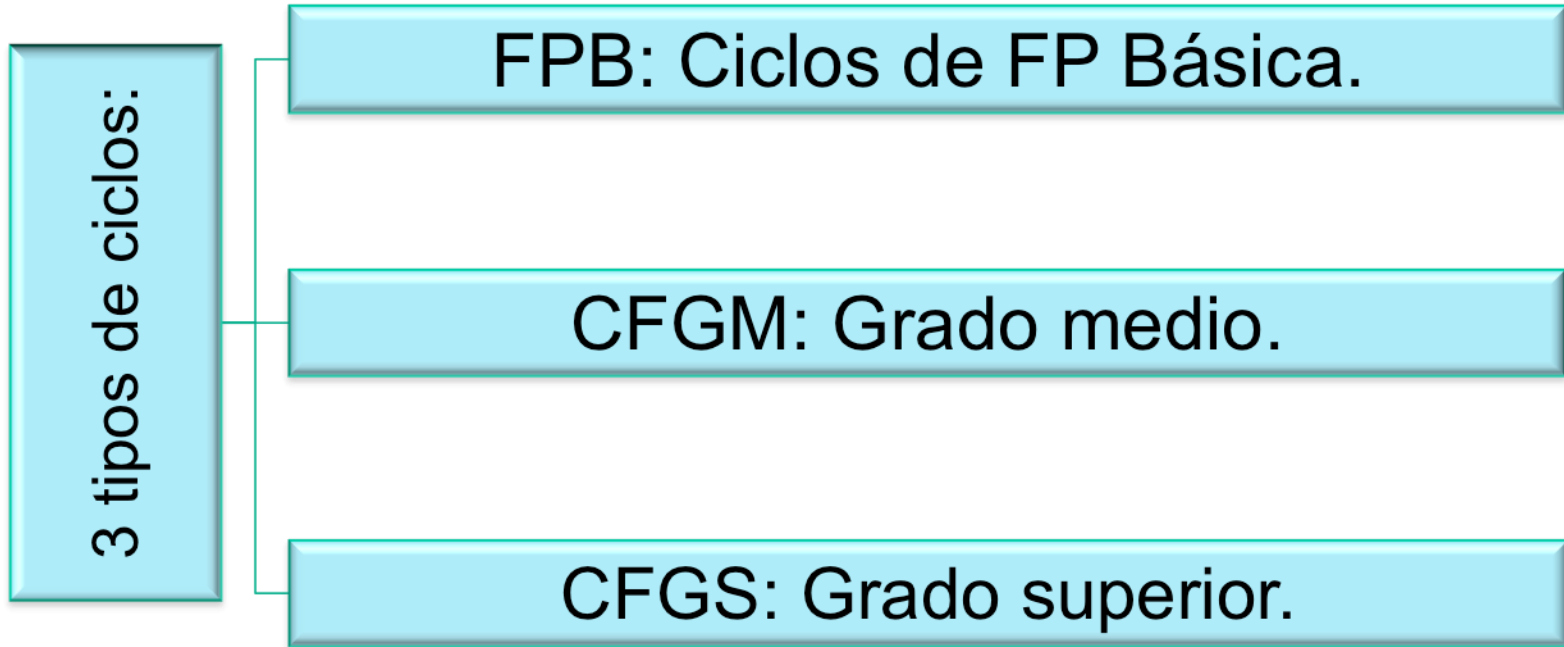 3 tipos de ciclos:
FPB: Ciclos de FP Básica.
CFGM: Grado medio.
CFGS: Grado superior.